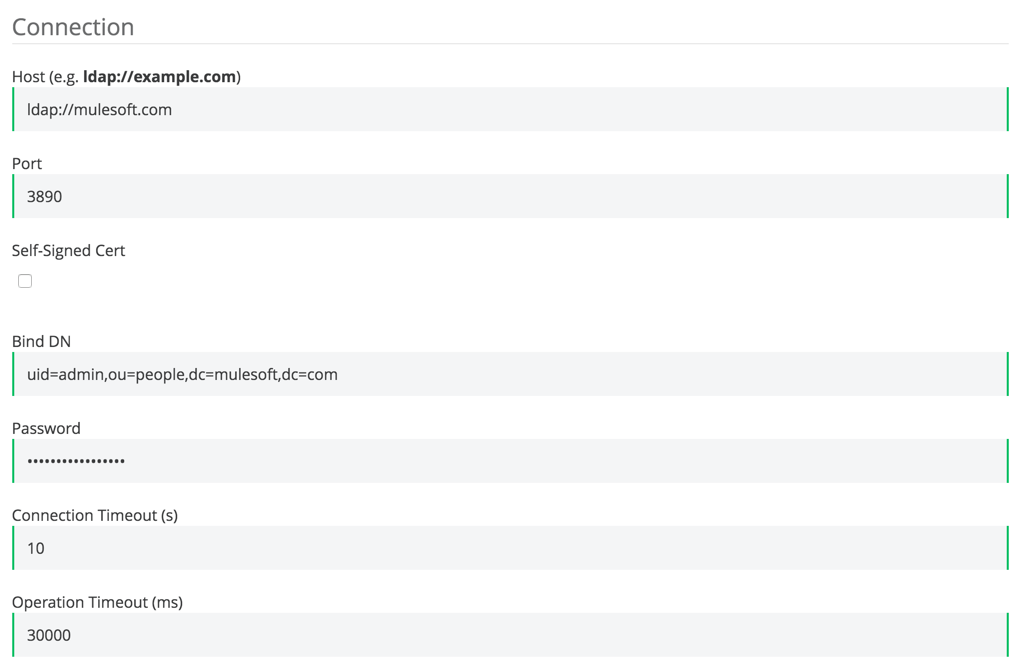 Connection
Host (e.g. ldap://example.com)
ldap://mulesoft.com
Port
3890
Self-Signed Cert
Bind DN
uid=admin,ou=people,dc=mulesoft,dc=com
Password
•••••••••••••••••
Connection Timeout (s)
10
Operation Timeout (ms)
30000